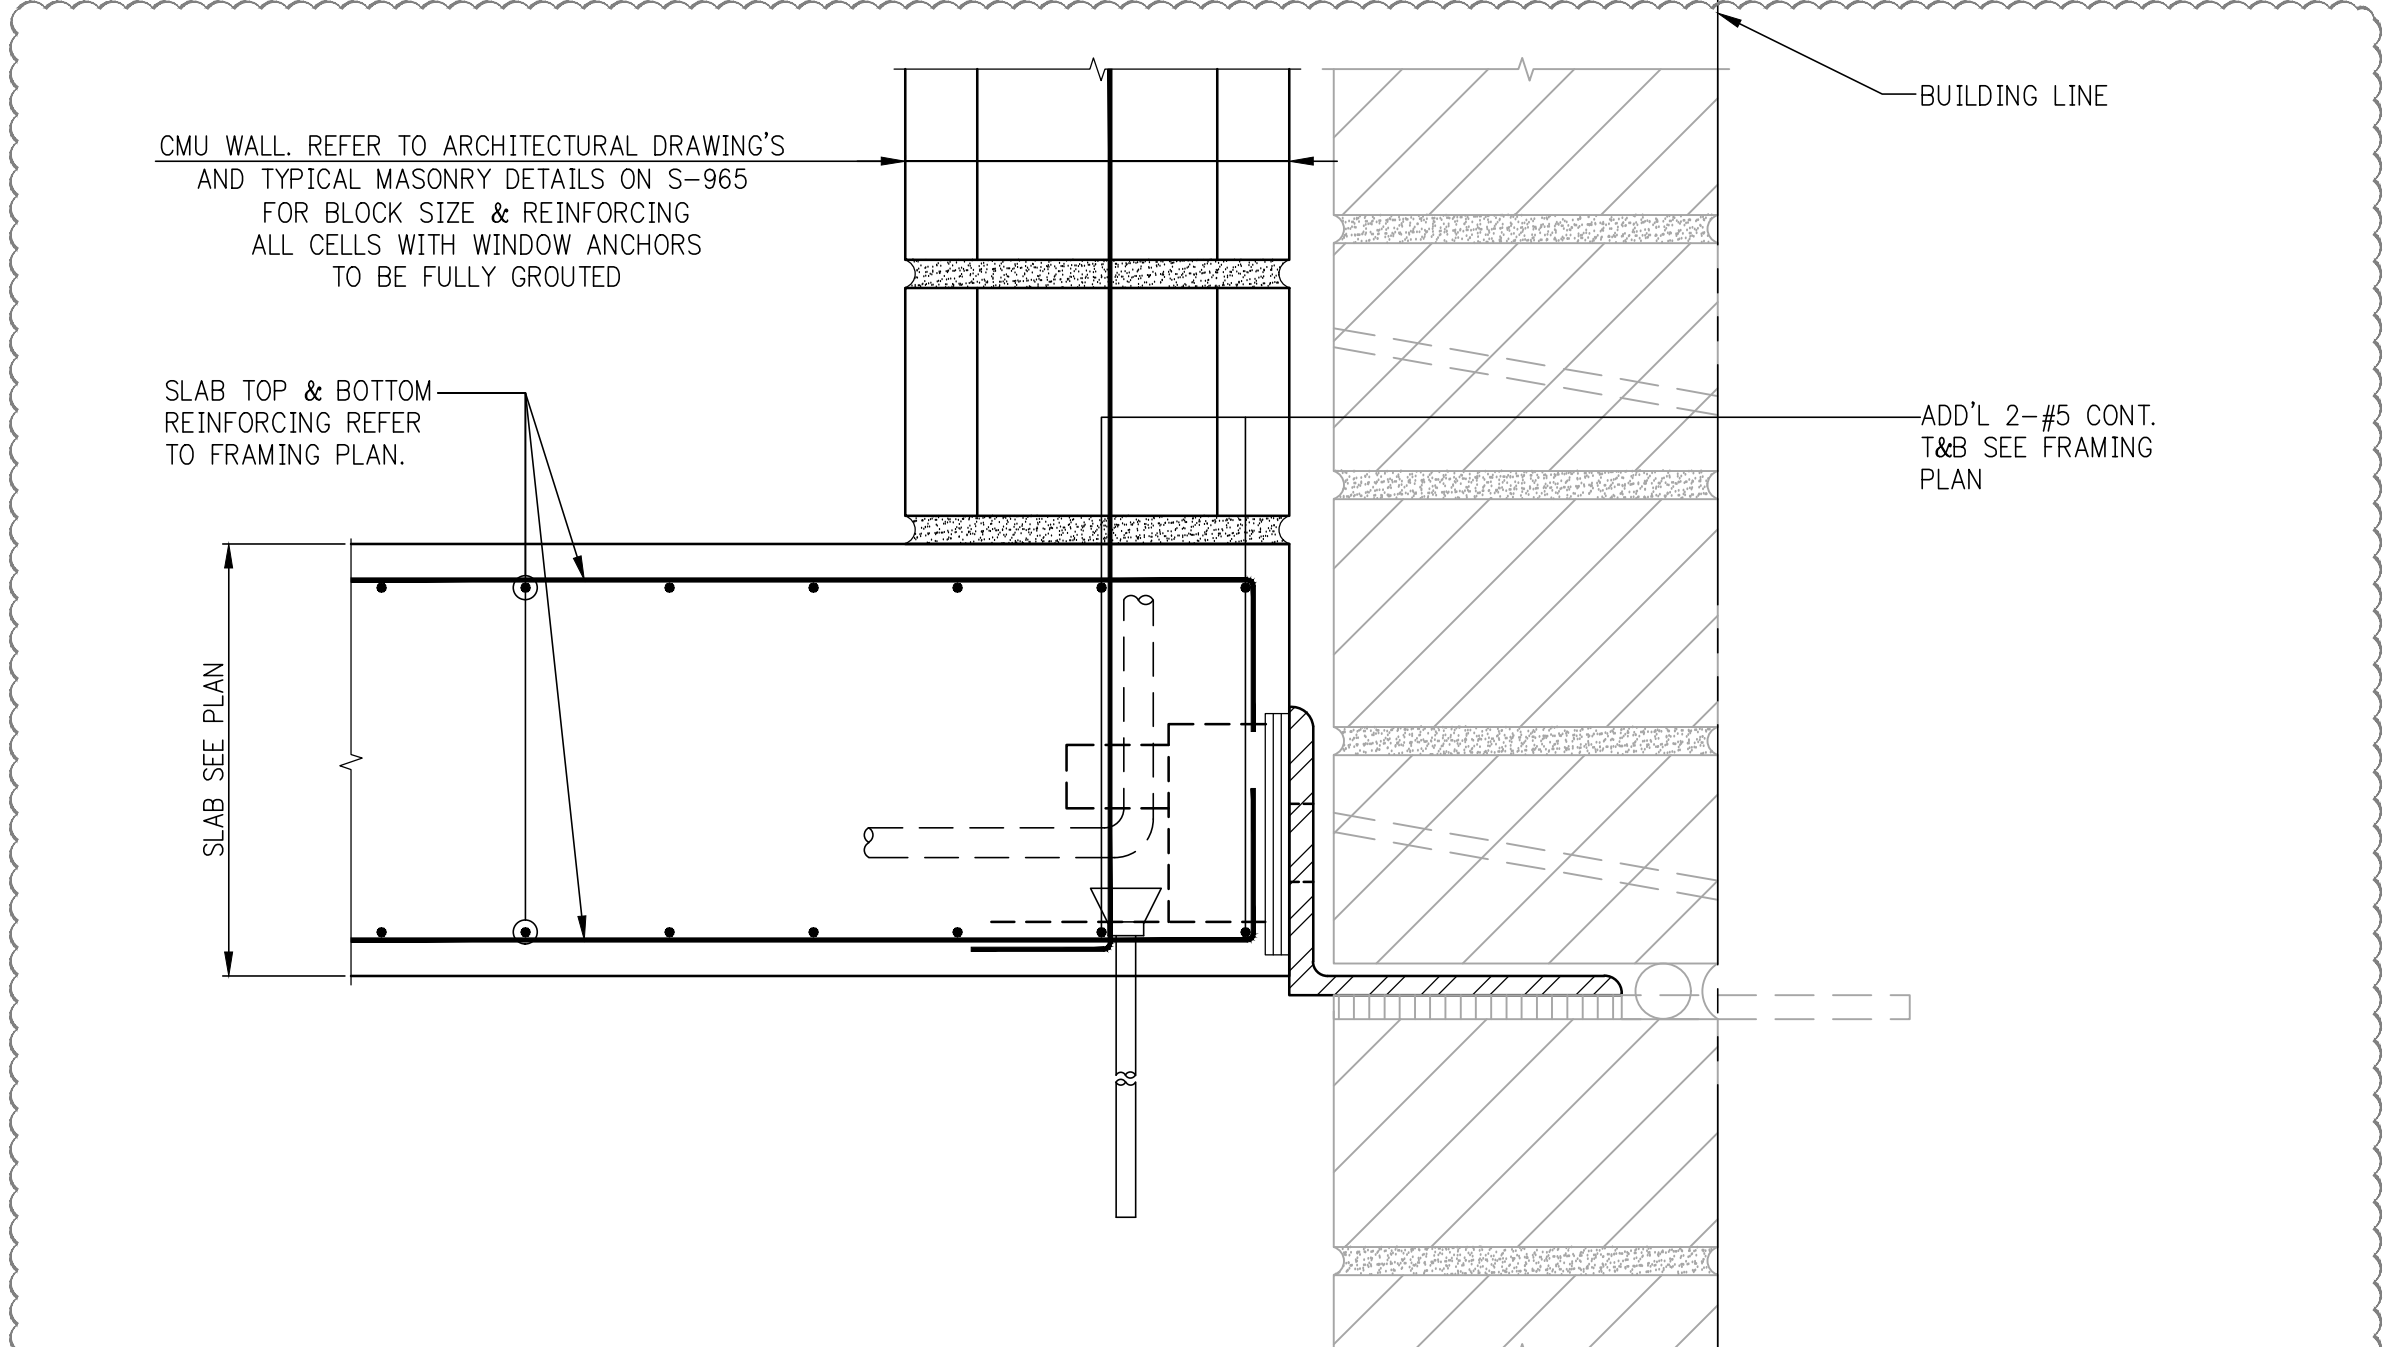 BUILDING LINE
CMU WALL. REFER TO ARCHITECTURAL DRAWING'S
AND TYPICAL MASONRY DETAILS ON S-965
FOR BLOCK SIZE & REINFORCING
ALL CELLS WITH WINDOW ANCHORS
TO BE FULLY GROUTED
SLAB TOP & BOTTOM
REINFORCING REFER
TO FRAMING PLAN.
ADD'L 2-#5 CONT.
T&B SEE FRAMING
PLAN
SLAB SEE PLAN